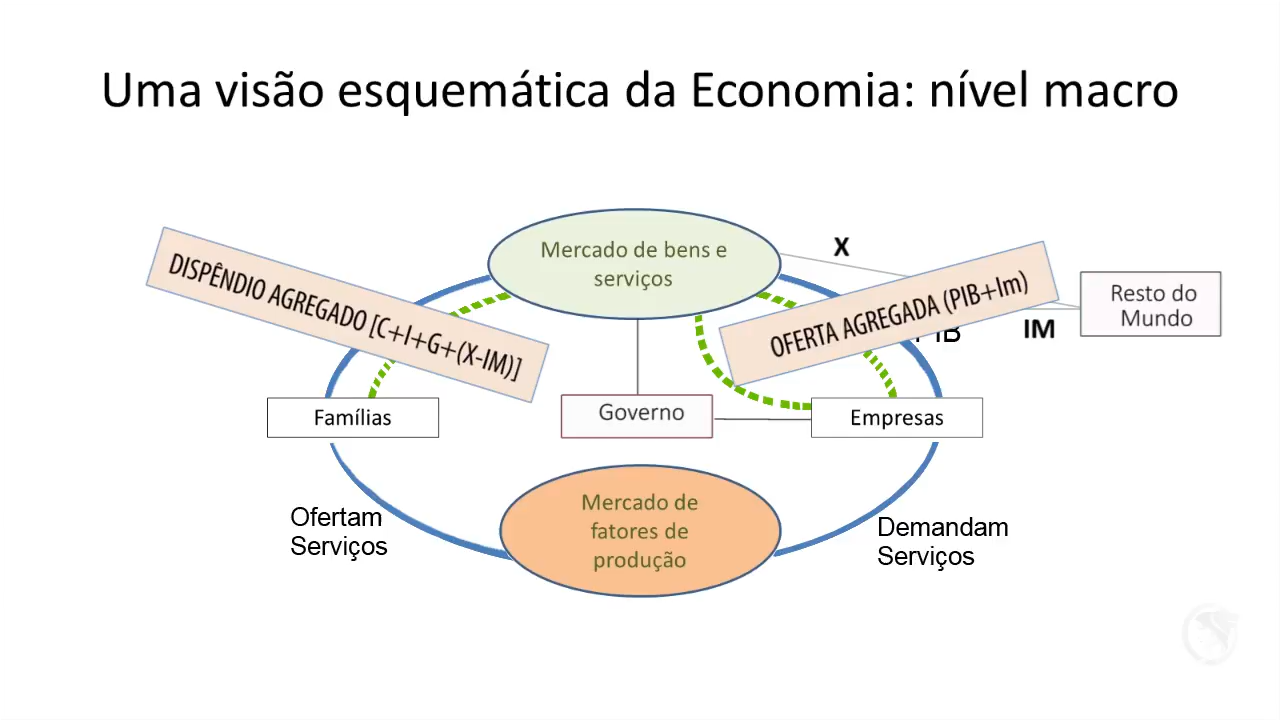 Uma visão esquemática da Economia: nível macro
Mercado de bens e
serviços
X
DISPÊNDIO AGREGADO [C+I+G+(X-IM)]
OFERTA AGREGADA (PIB+Im)
Resto do
Mundo
PIB
IM
Famílias
Governo
Empresas
Mercado de
fatores de
produção
Ofertam
Serviços
Demandam
Serviços